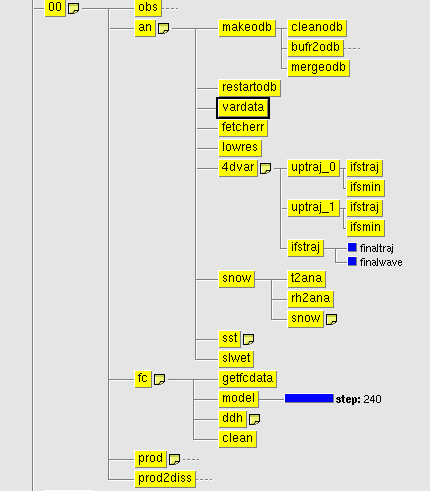 00
obs
an
makeodb
cleanodb
bufr2odb
mergeodb
restartodb
vardata
fetcherr
lowres
4dvar
uptraj_0
ifstraj
ifsmin
uptraj_1
ifstraj
ifsmin
ifstraj
finaltraj
finalwave
snow
t2ana
rh2ana
snow
sst
slwet
fc
getfcdata
model
step: 240
ddh
clean
prod
prod2diss